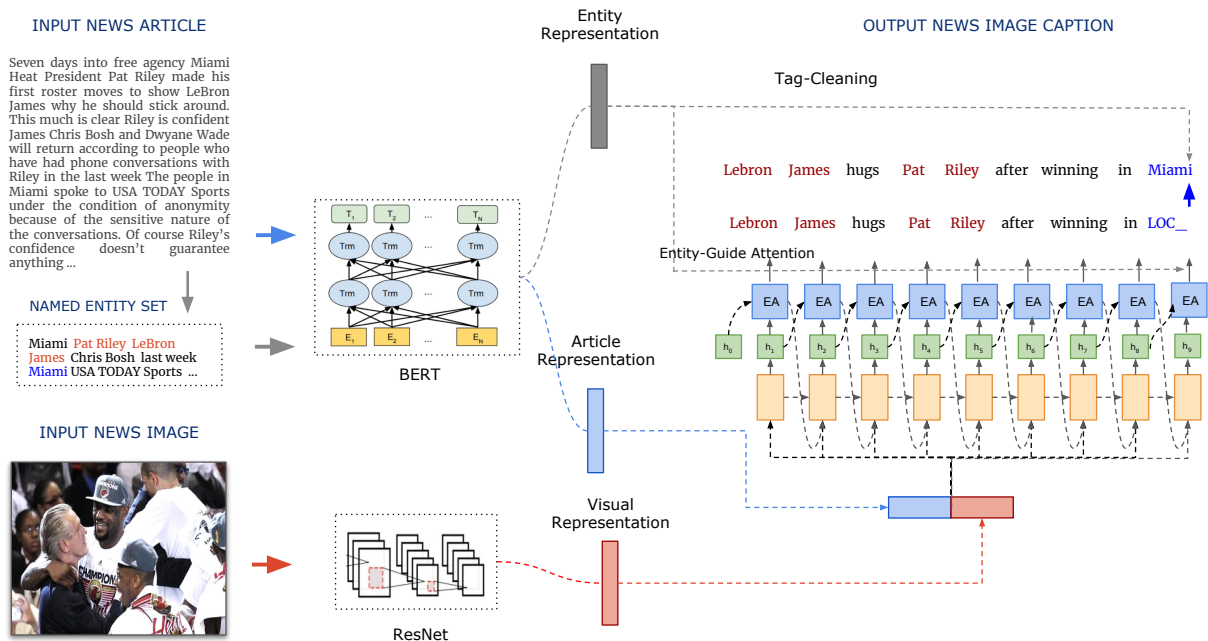 INPUT NEWS ARTICLE
Seven days into free agency Miami
Heat President Pat Riley made his
first roster moves to show LeBron
James why he should stick around.
This much is clear Riley is confident
James Chris Bosh and Dwyane Wade
will return according to people who
have had phone conversations with
Riley in the last week The people in
Miami spoke to USA TODAY Sports
under the condition of anonymity
because of the sensitive nature of
the conversations. Of course Riley's
confidence doesn't guarantee
anything ...
NAMED ENTITY SET
Miami Pat Riley LeBron
James Chris Bosh last week
Miami USA TODAY Sports ...
INPUT NEWS IMAGE
CHAMPIONS
T1 T2 ... TN
Trm Trm ... Trm
Trm Trm ... Trm
E1 E2 ... EN
BERT
ResNet
Entity
Representation
Article
Representation
Visual
Representation
OUTPUT NEWS IMAGE CAPTION
Tag-Cleaning
Lebron James hugs Pat Riley after winning in Miami
Lebron James hugs Pat Riley after winning in LOC_
Entity-Guide Attention
EA EA EA EA EA EA EA EA EA
h0 h1 h2 h3 h4 h5 h6 h7 h8 h9